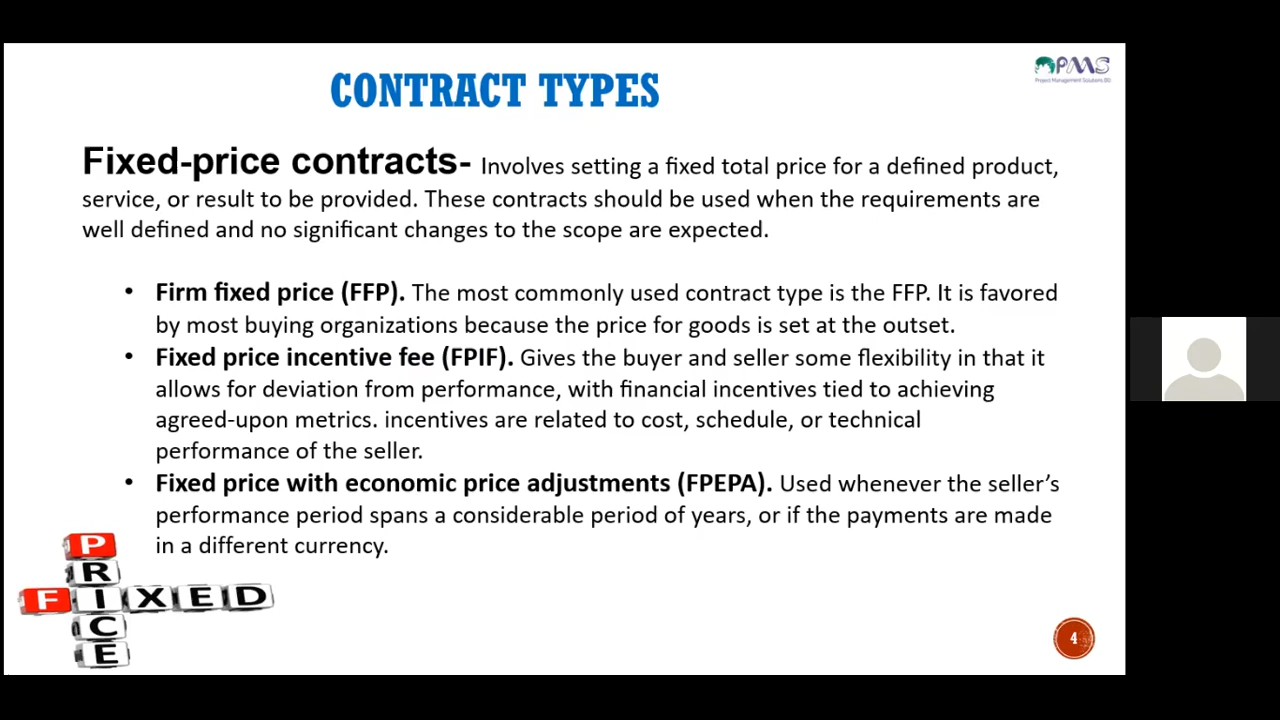 CONTRACT TYPES
PMS
Project Management Solutions BD
Fixed-price contracts- Involves setting a fixed total price for a defined product,
service, or result to be provided. These contracts should be used when the requirements are
well defined and no significant changes to the scope are expected.
• Firm fixed price (FFP). The most commonly used contract type is the FFP. It is favored
by most buying organizations because the price for goods is set at the outset.
• Fixed price incentive fee (FPIF). Gives the buyer and seller some flexibility in that it
allows for deviation from performance, with financial incentives tied to achieving
agreed-upon metrics. incentives are related to cost, schedule, or technical
performance of the seller.
• Fixed price with economic price adjustments (FPEPA). Used whenever the seller’s
performance period spans a considerable period of years, or if the payments are made
in a different currency.
PRICE
FIXED
4